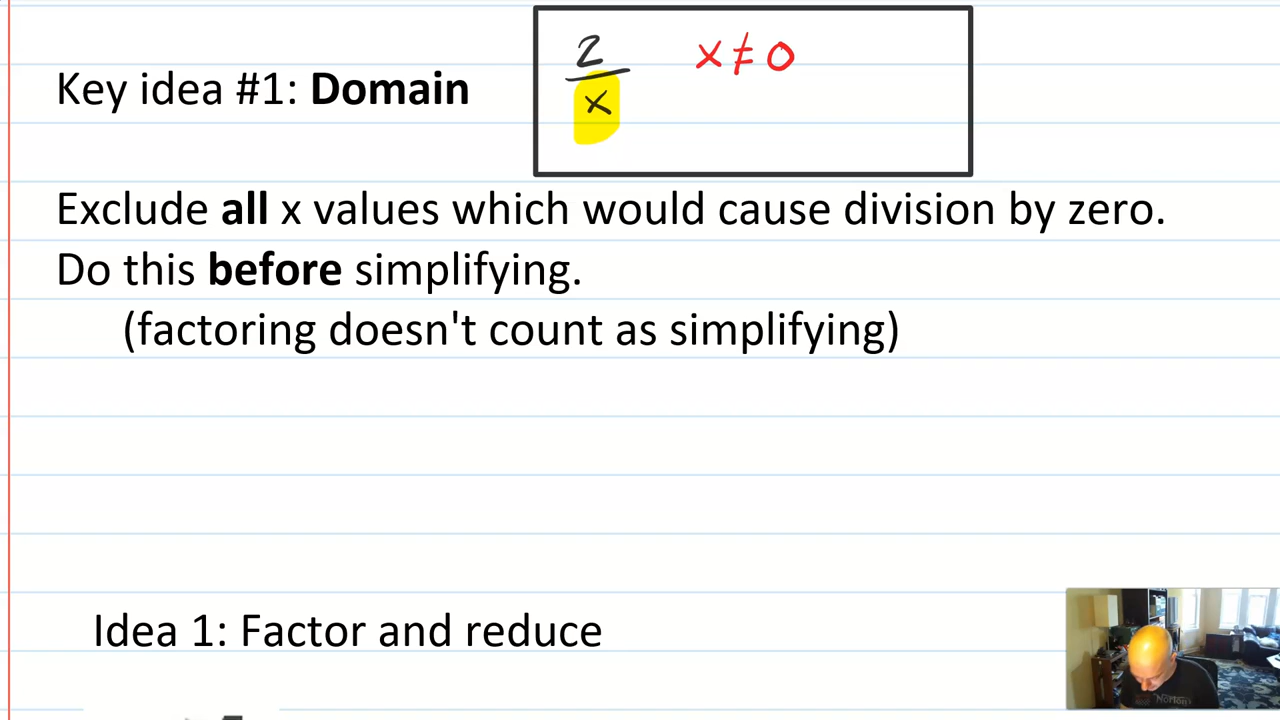 2
x
x ≠ 0
Key idea #1: Domain
Exclude all x values which would cause division by zero.
Do this before simplifying.
(factoring doesn't count as simplifying)
Idea 1: Factor and reduce